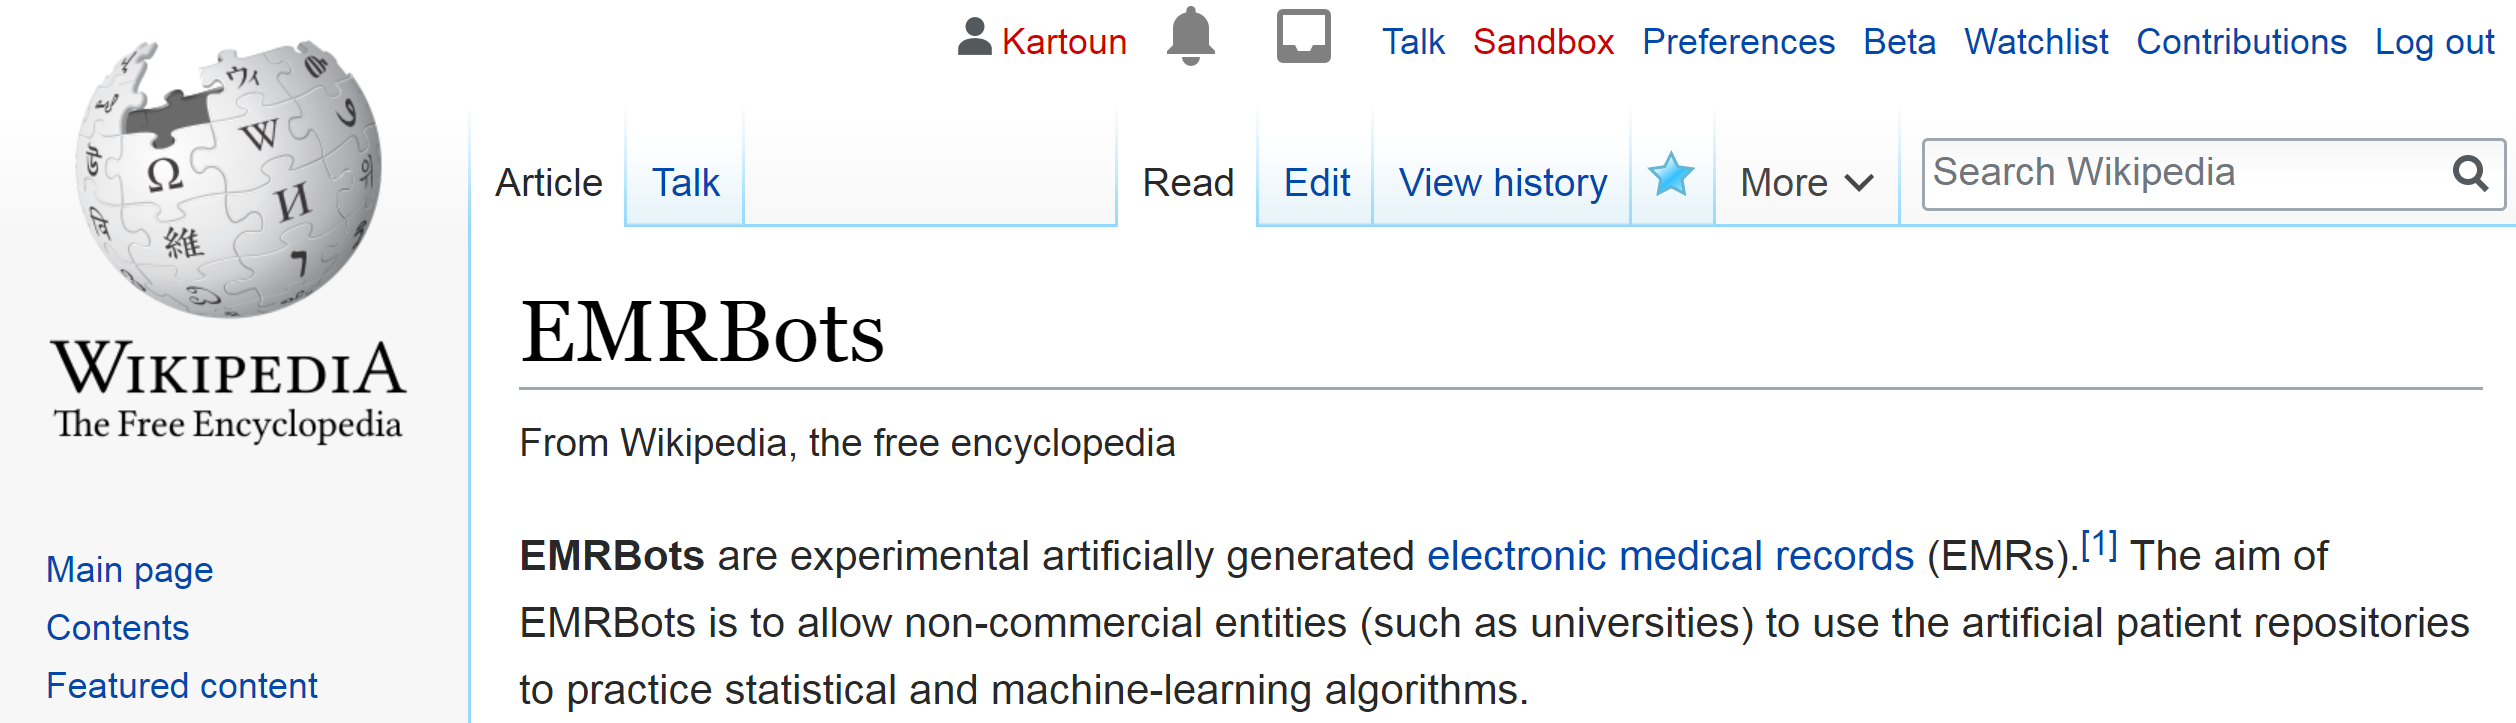 Kartoun Talk Sandbox Preferences Beta Watchlist Contributions Log out
Article Talk Read Edit View history More Search Wikipedia
Ω W И 維 ウィ
WIKIPEDIA
The Free Encyclopedia
EMRBots
From Wikipedia, the free encyclopedia
EMRBots are experimental artificially generated electronic medical records (EMRs).[1] The aim of
EMRBots is to allow non-commercial entities (such as universities) to use the artificial patient repositories
to practice statistical and machine-learning algorithms.
Main page
Contents
Featured content